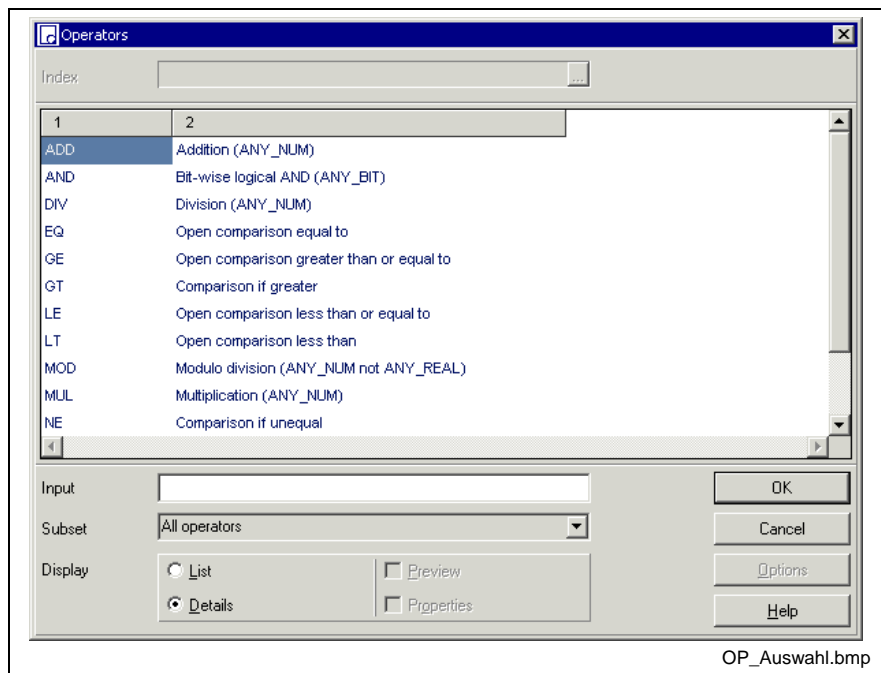 Operators
Index ...
1 2
ADD Addition (ANY_NUM)
AND Bit-wise logical AND (ANY_BIT)
DIV Division (ANY_NUM)
EQ Open comparison equal to
GE Open comparison greater than or equal to
GT Comparison if greater
LE Open comparison less than or equal to
LT Open comparison less than
MOD Modulo division (ANY_NUM not ANY_REAL)
MUL Multiplication (ANY_NUM)
NE Comparison if unequal
Input OK
Subset All operators Cancel
Display List Preview Options
Details Properties Help
OP_Auswahl.bmp